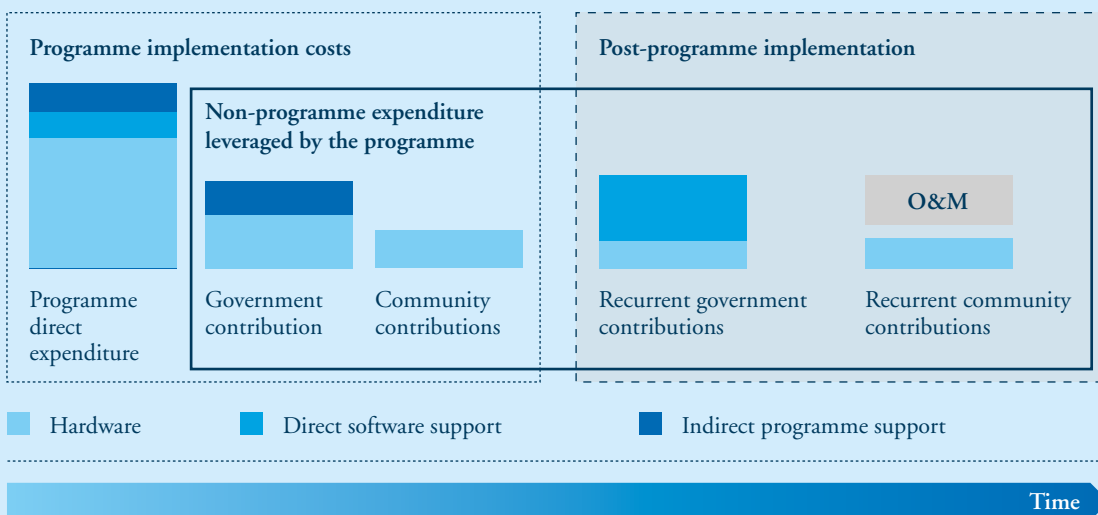 Programme implementation costs
Post-programme implementation
Non-programme expenditure
leveraged by the programme
O&M
Programme
direct
expenditure
Government
contribution
Community
contributions
Recurrent government
contributions
Recurrent community
contributions
Hardware
Direct software support
Indirect programme support
Time